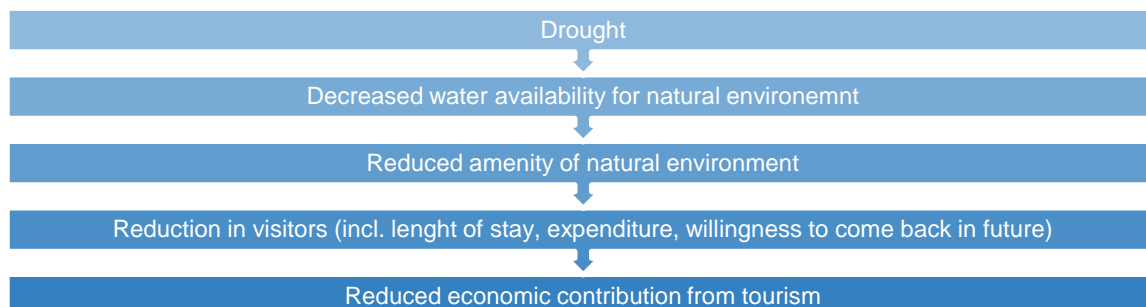 Drought
Decreased water availability for natural environemnt
Reduced amenity of natural environment
Reduction in visitors (incl. lenght of stay, expenditure, willingness to come back in future)
Reduced economic contribution from tourism